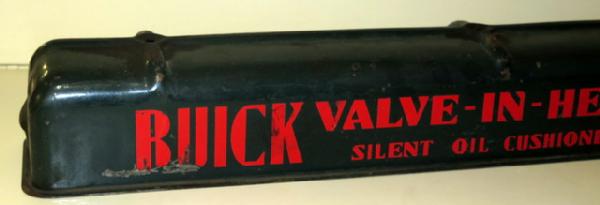 BUICK VALVE-IN-HE
SILENT OIL CUSHIONE